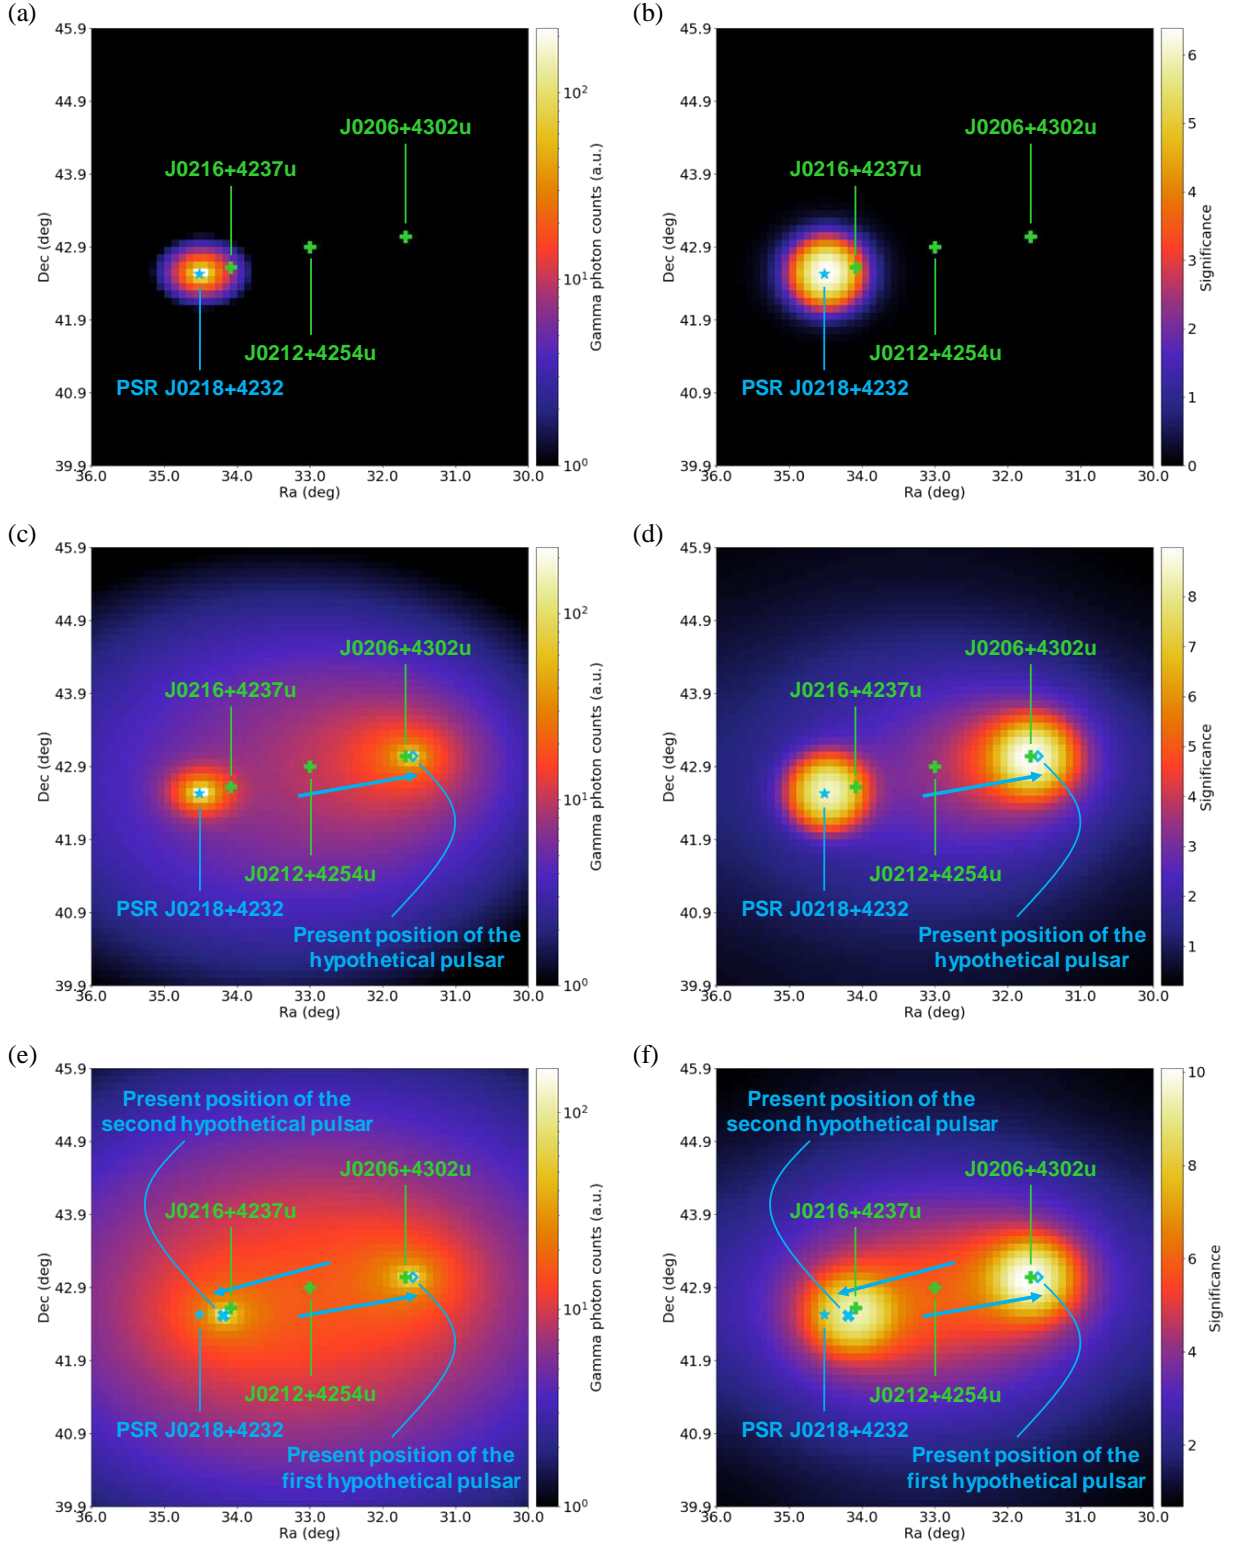 (a)
45.9
44.9
43.9
42.9
41.9
40.9
39.9
36.0 35.0 34.0 33.0 32.0 31.0 30.0
Ra (deg)
Dec (deg)
J0206+4302u
J0216+4237u
J0212+4254u
PSR J0218+4232
10²
10¹
10⁰
Gamma photon counts (a.u.)
(b)
45.9
44.9
43.9
42.9
41.9
40.9
39.9
36.0 35.0 34.0 33.0 32.0 31.0 30.0
Ra (deg)
Dec (deg)
J0206+4302u
J0216+4237u
J0212+4254u
PSR J0218+4232
6
5
4
3
2
1
0
Significance
(c)
45.9
44.9
43.9
42.9
41.9
40.9
39.9
36.0 35.0 34.0 33.0 32.0 31.0 30.0
Ra (deg)
Dec (deg)
J0206+4302u
J0216+4237u
J0212+4254u
PSR J0218+4232
Present position of the
hypothetical pulsar
10²
10¹
10⁰
Gamma photon counts (a.u.)
(d)
45.9
44.9
43.9
42.9
41.9
40.9
39.9
36.0 35.0 34.0 33.0 32.0 31.0 30.0
Ra (deg)
Dec (deg)
J0206+4302u
J0216+4237u
J0212+4254u
PSR J0218+4232
Present position of the
hypothetical pulsar
8
7
6
5
4
3
2
1
Significance
(e)
45.9
44.9
43.9
42.9
41.9
40.9
39.9
36.0 35.0 34.0 33.0 32.0 31.0 30.0
Ra (deg)
Dec (deg)
Present position of the
second hypothetical pulsar
J0206+4302u
J0216+4237u
J0212+4254u
PSR J0218+4232
Present position of the
first hypothetical pulsar
10²
10¹
10⁰
Gamma photon counts (a.u.)
(f)
45.9
44.9
43.9
42.9
41.9
40.9
39.9
36.0 35.0 34.0 33.0 32.0 31.0 30.0
Ra (deg)
Dec (deg)
Present position of the
second hypothetical pulsar
J0206+4302u
J0216+4237u
J0212+4254u
PSR J0218+4232
Present position of the
first hypothetical pulsar
10
8
6
4
2
Significance